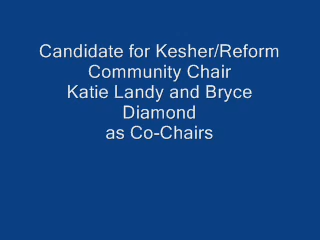 Candidate for Kesher/Reform
Community Chair
Katie Landy and Bryce
Diamond
as Co-Chairs